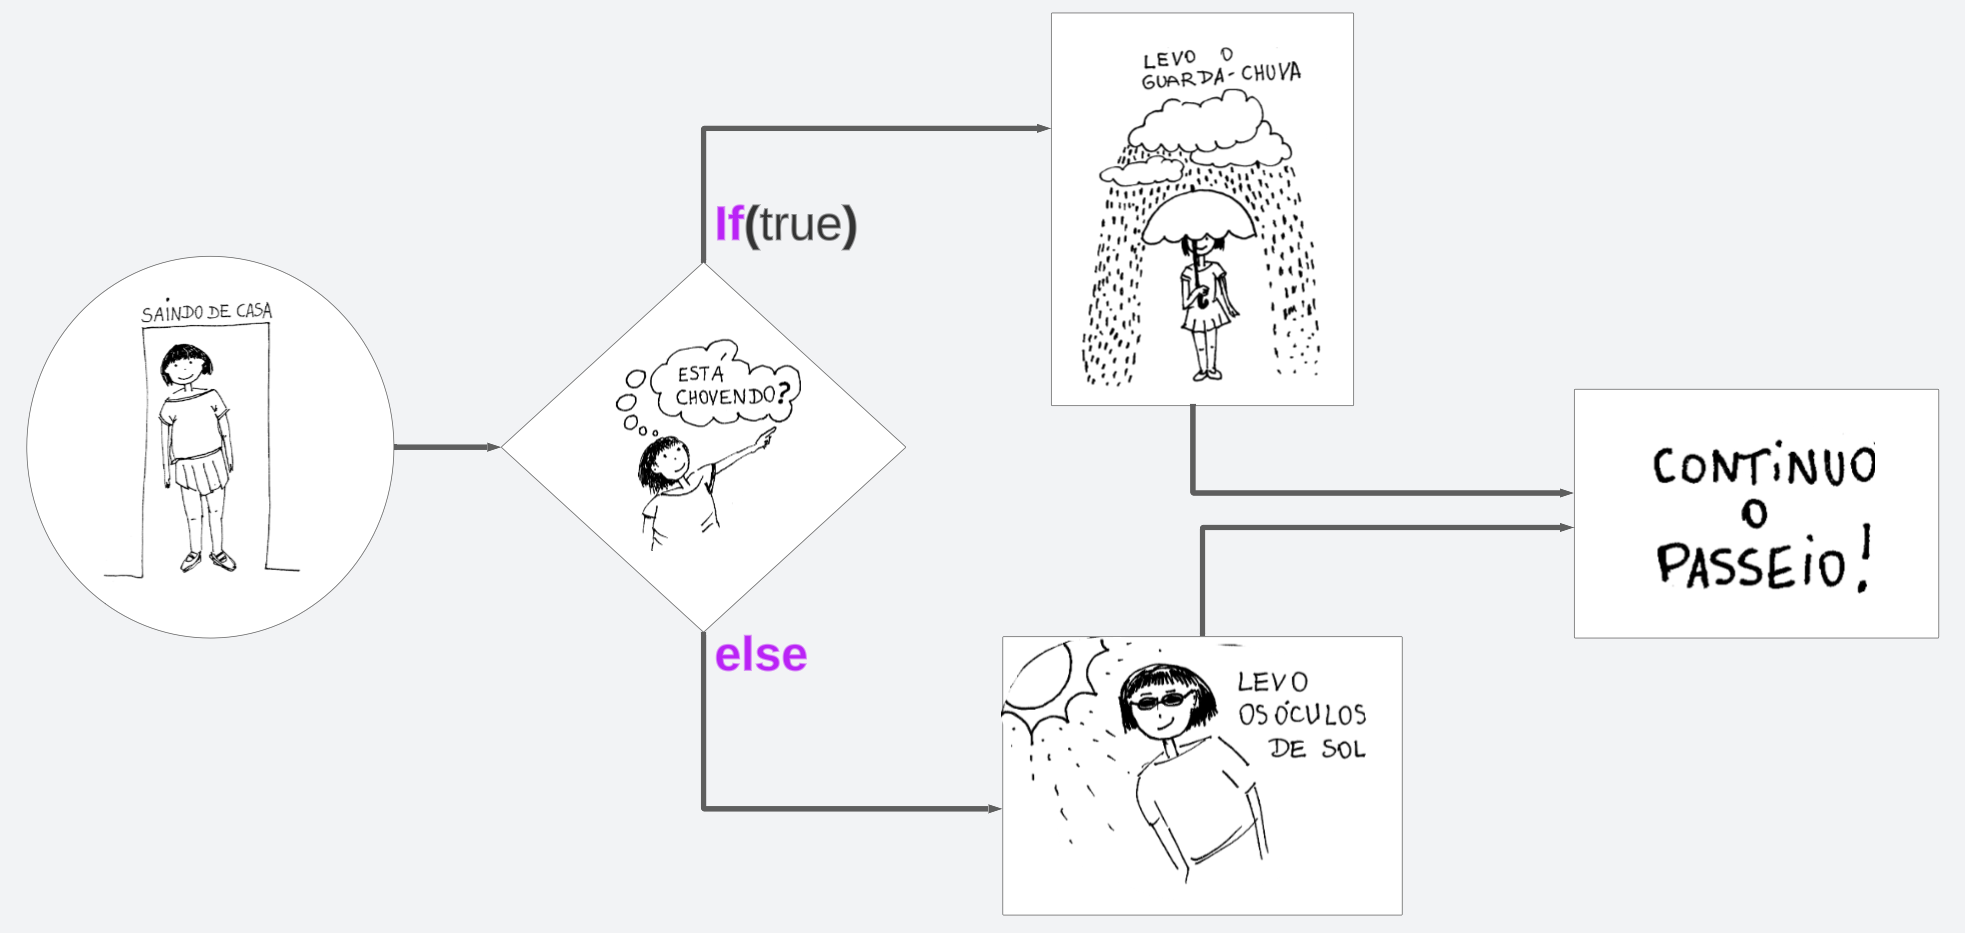 SAINDO DE CASA
ESTÁ
CHOVENDO?
If(true)
LEVO O
GUARDA-CHUVA
else
LEVO
OS ÓCULOS
DE SOL
CONTINUO
O
PASSEIO!